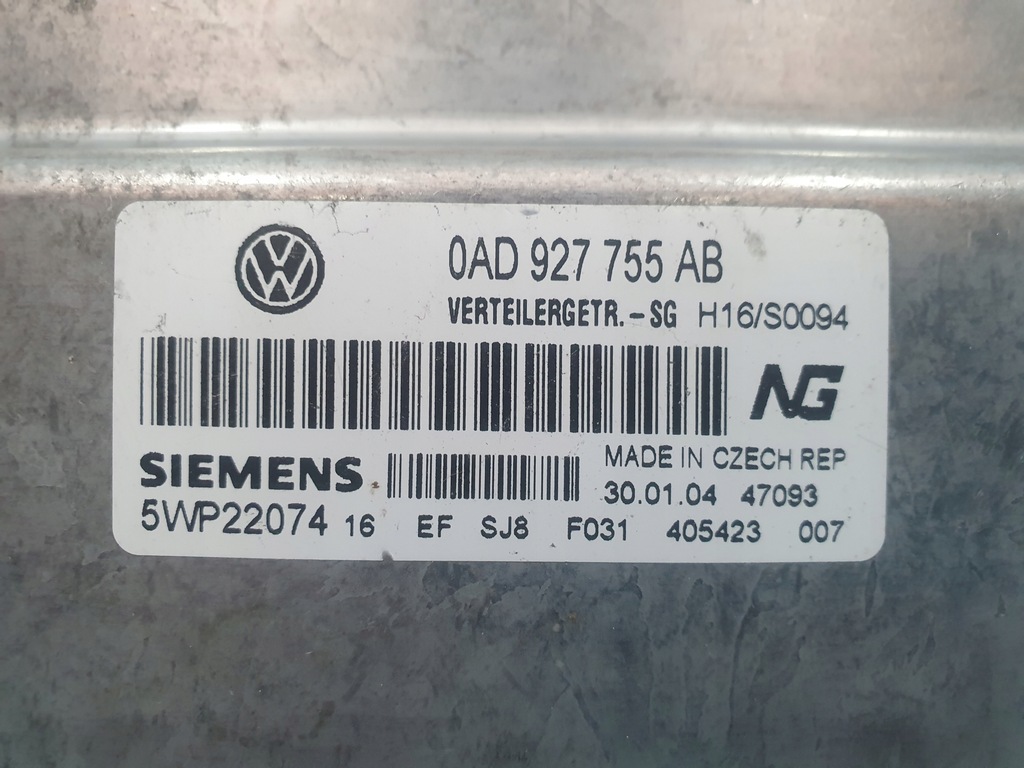 0AD 927 755 AB
VERTEILERGETR.-SG H16/S0094
NG
SIEMENS
MADE IN CZECH REP
30.01.04 47093
5WP22074 16 EF SJ8 F031 405423 007